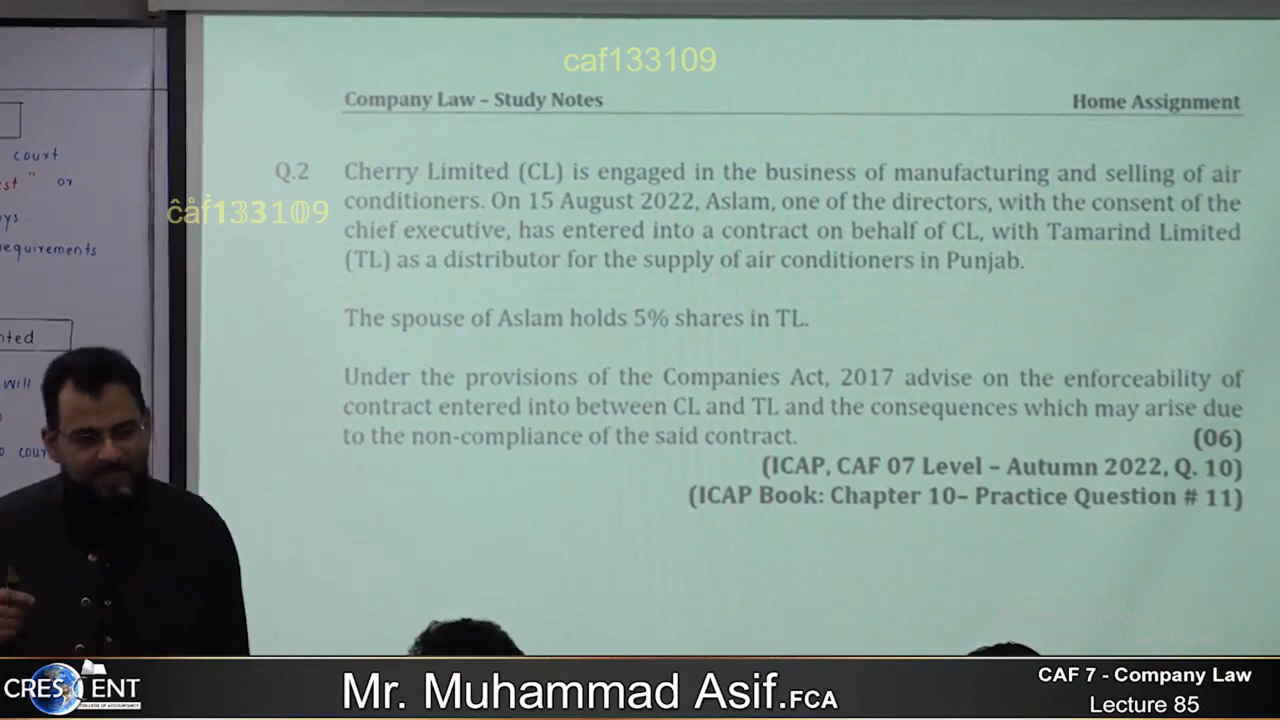 caf133109
Company Law – Study Notes Home Assignment
court
" or
equirements
will
Q.2 Cherry Limited (CL) is engaged in the business of manufacturing and selling of air
conditioners. On 15 August 2022, Aslam, one of the directors, with the consent of the
chief executive, has entered into a contract on behalf of CL, with Tamarind Limited
(TL) as a distributor for the supply of air conditioners in Punjab.
The spouse of Aslam holds 5% shares in TL.
Under the provisions of the Companies Act, 2017 advise on the enforceability of
contract entered into between CL and TL and the consequences which may arise due
to the non-compliance of the said contract. (06)
(ICAP, CAF 07 Level – Autumn 2022, Q. 10)
(ICAP Book: Chapter 10– Practice Question # 11)
CRESCENT
COLLEGE OF ACCOUNTANCY
Mr. Muhammad Asif.FCA
CAF 7 - Company Law
Lecture 85